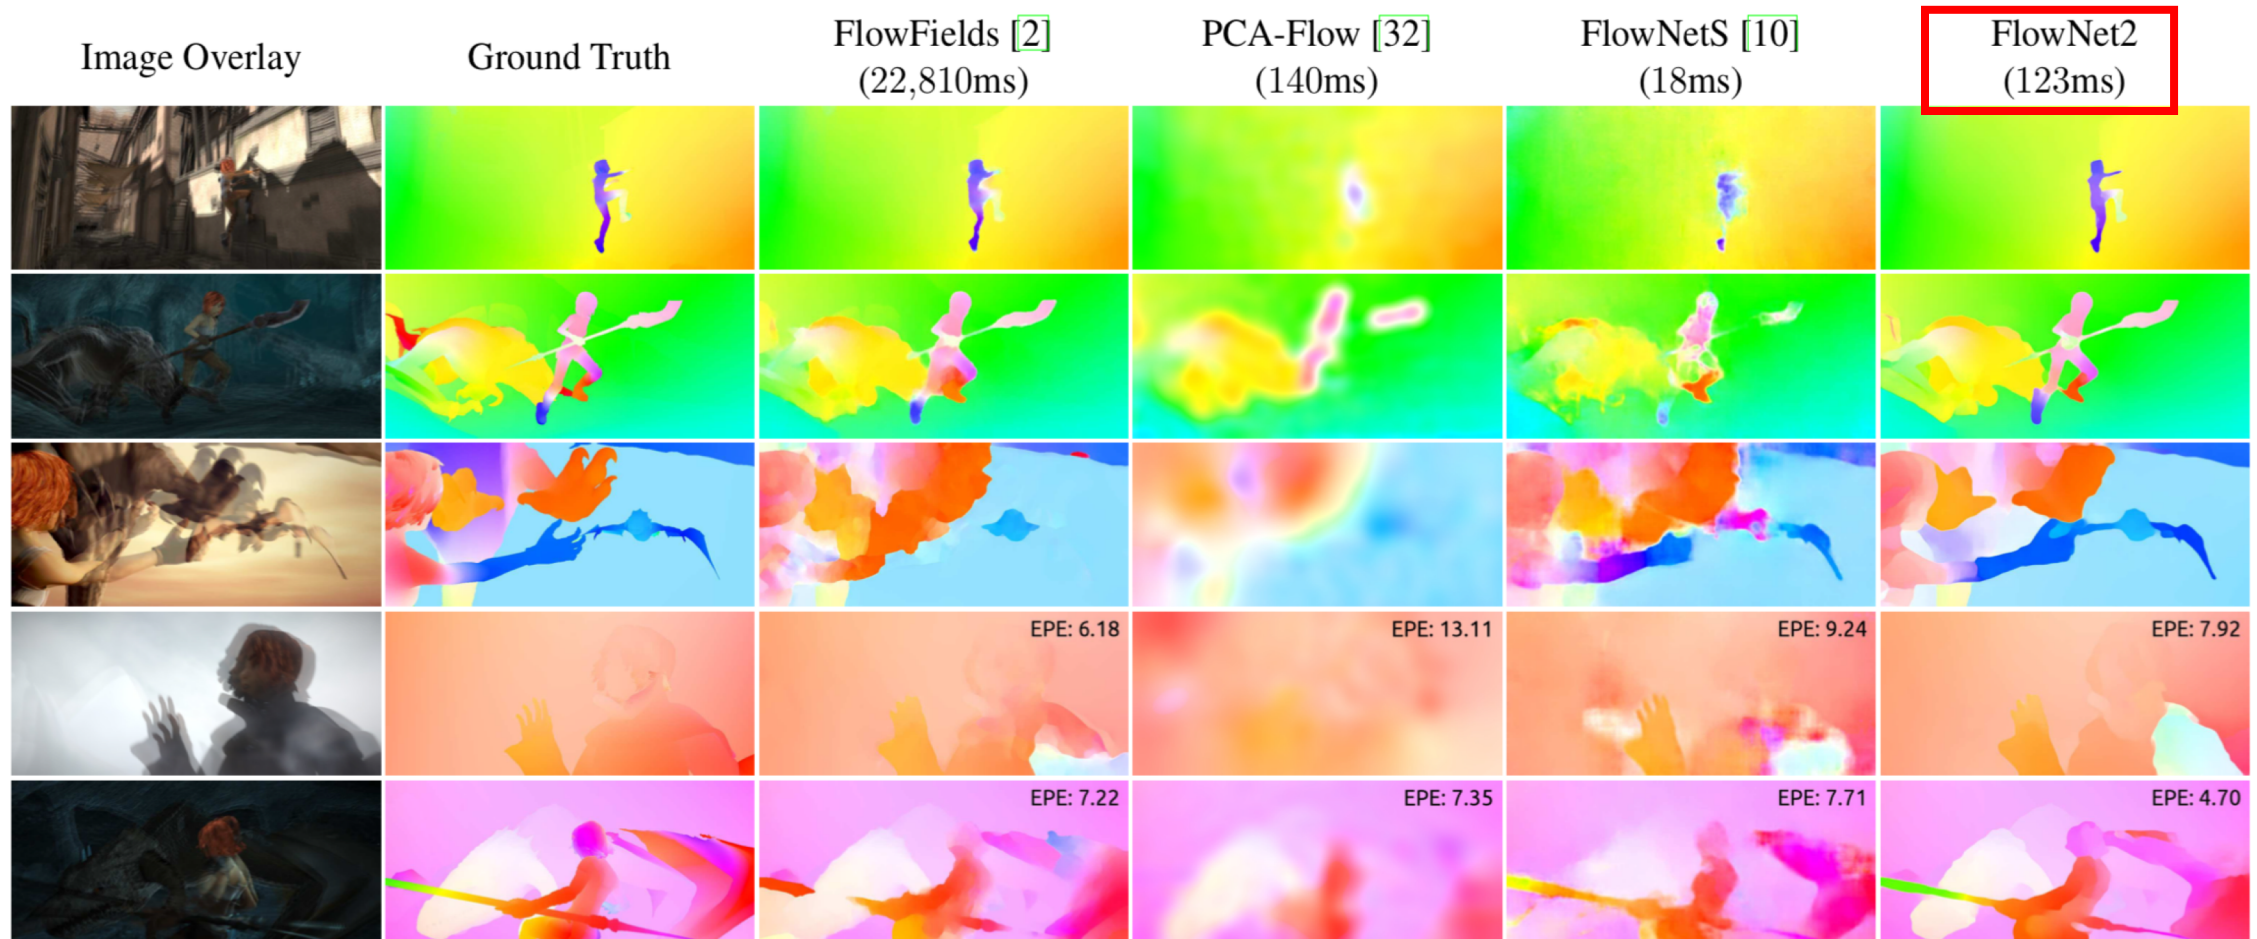 Image Overlay
Ground Truth
FlowFields [2]
(22,810ms)
PCA-Flow [32]
(140ms)
FlowNetS [10]
(18ms)
FlowNet2
(123ms)
EPE: 6.18
EPE: 13.11
EPE: 9.24
EPE: 7.92
EPE: 7.22
EPE: 7.35
EPE: 7.71
EPE: 4.70